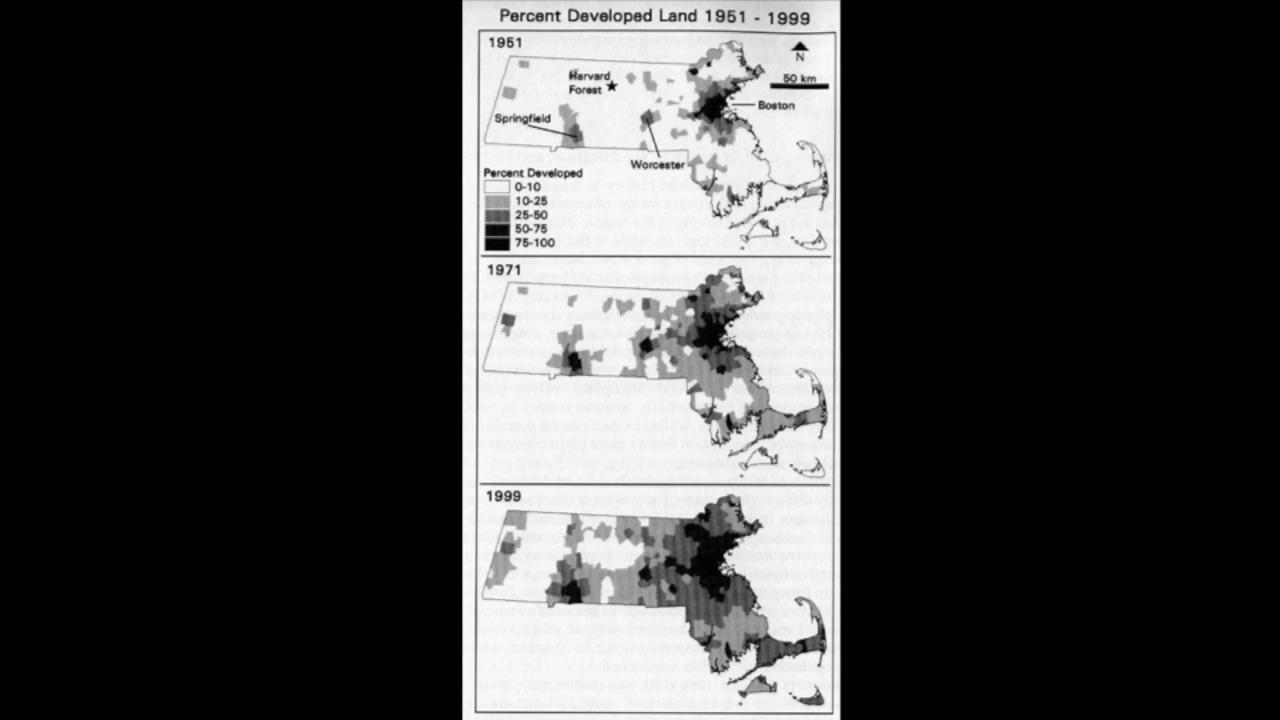 Percent Developed Land 1951 - 1999
1951
N
50 km
Harvard
Forest
Boston
Springfield
Worcester
Percent Developed
0-10
10-25
25-50
50-75
75-100
1971
1999